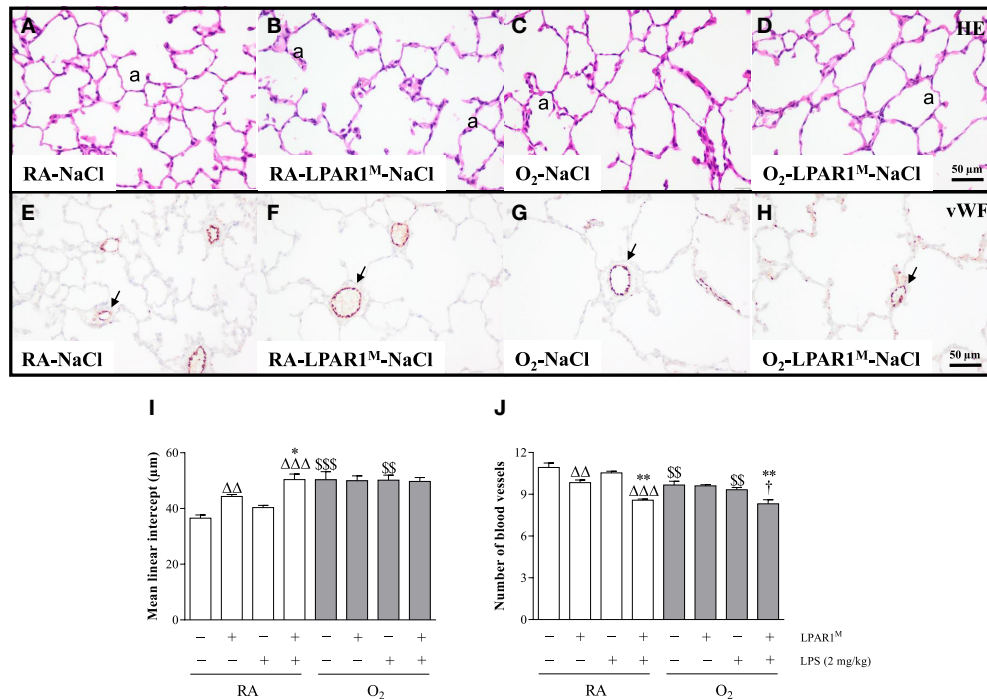 A B C D HE
a a a a a
RA-NaCl RA-LPAR1ᴹ-NaCl O₂-NaCl O₂-LPAR1ᴹ-NaCl 50 µm
E F G H vWF
RA-NaCl RA-LPAR1ᴹ-NaCl O₂-NaCl O₂-LPAR1ᴹ-NaCl 50 µm
I J
Mean linear intercept (µm)
60
40
20
0
ΔΔ * ΔΔΔ $$$ $$
− + − + − + − +
− − + + − − + +
RA O₂
Number of blood vessels
12
9
6
3
0
ΔΔ ** ΔΔΔ $$ $$ ** †
− + − + − + − + LPAR1ᴹ
− − + + − − + + LPS (2 mg/kg)
RA O₂